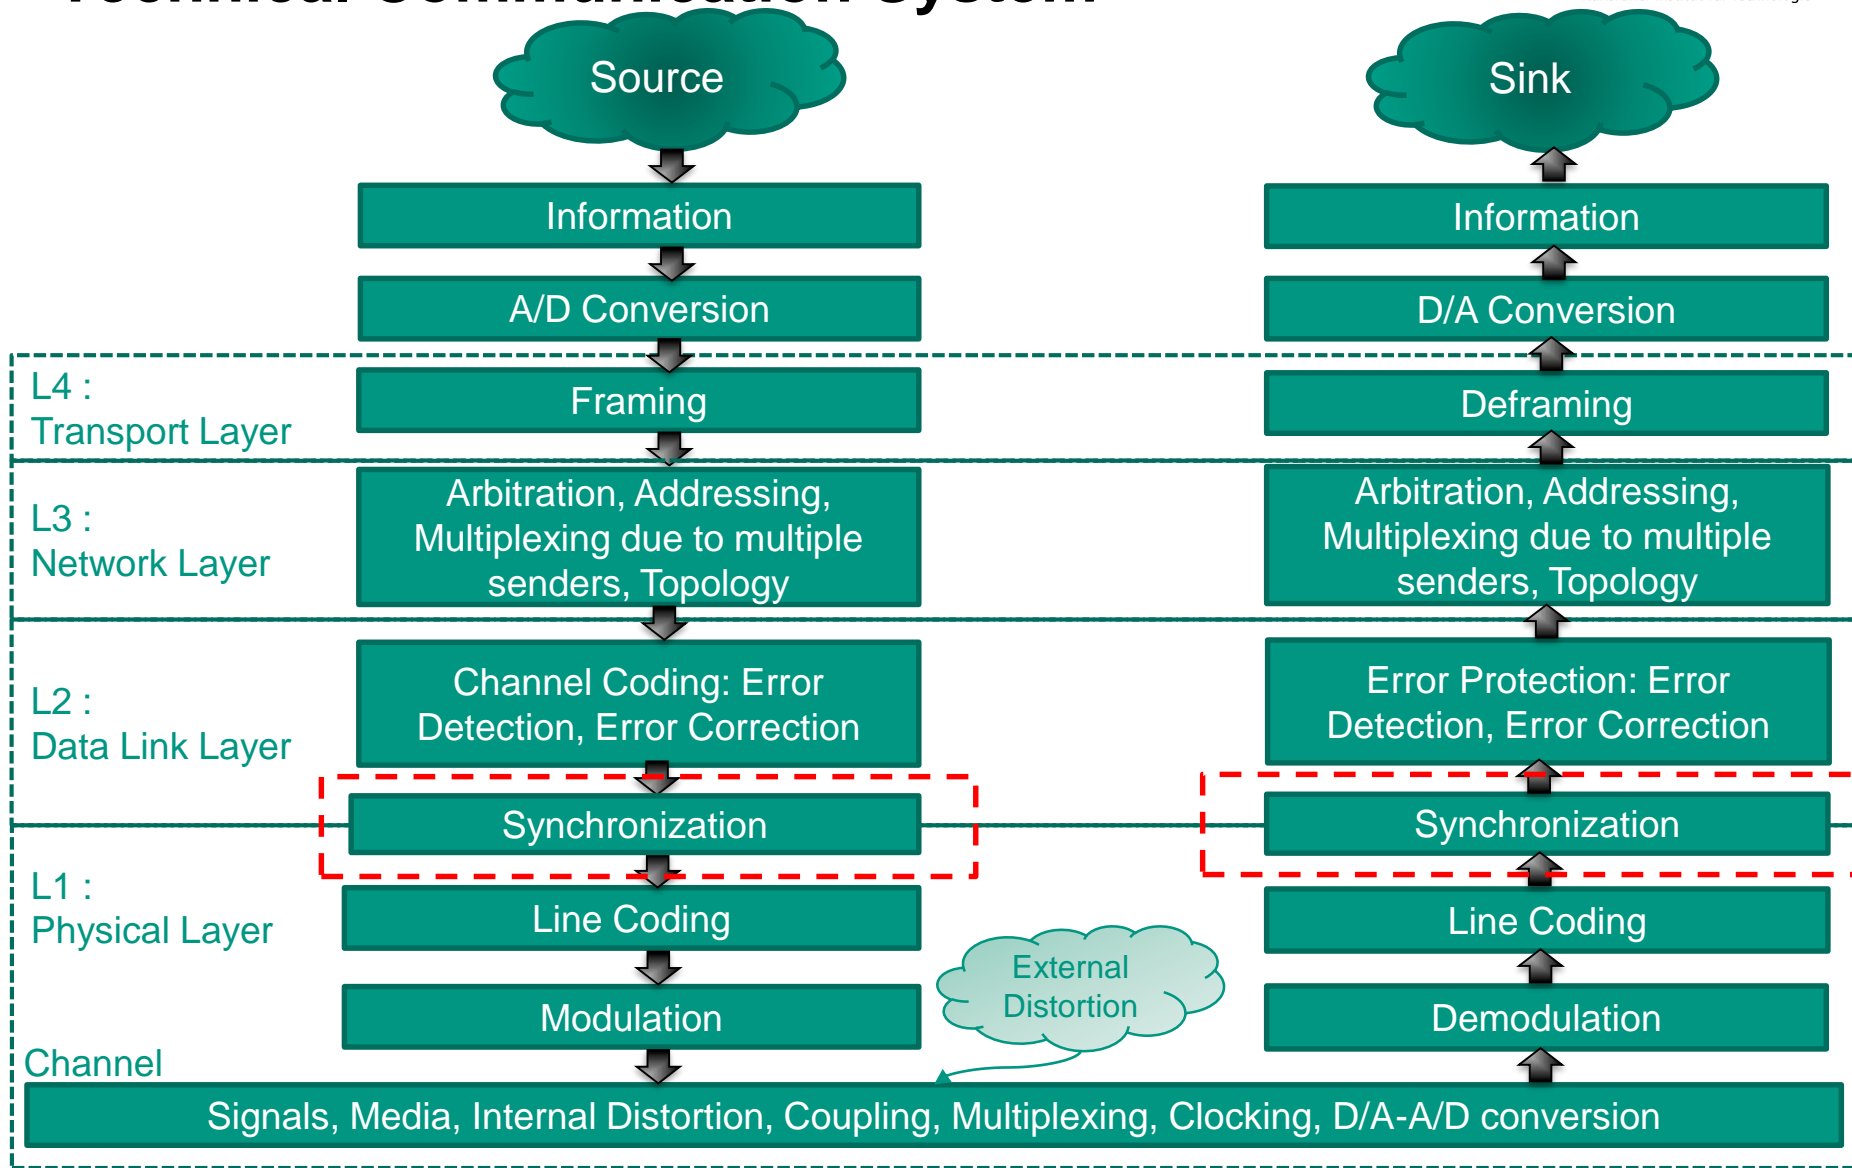 Technical Communication System
Source
Sink
Information
Information
A/D Conversion
D/A Conversion
L4 :
Transport Layer
Framing
Deframing
L3 :
Network Layer
Arbitration, Addressing,
Multiplexing due to multiple
senders, Topology
Arbitration, Addressing,
Multiplexing due to multiple
senders, Topology
L2 :
Data Link Layer
Channel Coding: Error
Detection, Error Correction
Error Protection: Error
Detection, Error Correction
Synchronization
Synchronization
L1 :
Physical Layer
Line Coding
Line Coding
External
Distortion
Modulation
Demodulation
Channel
Signals, Media, Internal Distortion, Coupling, Multiplexing, Clocking, D/A-A/D conversion